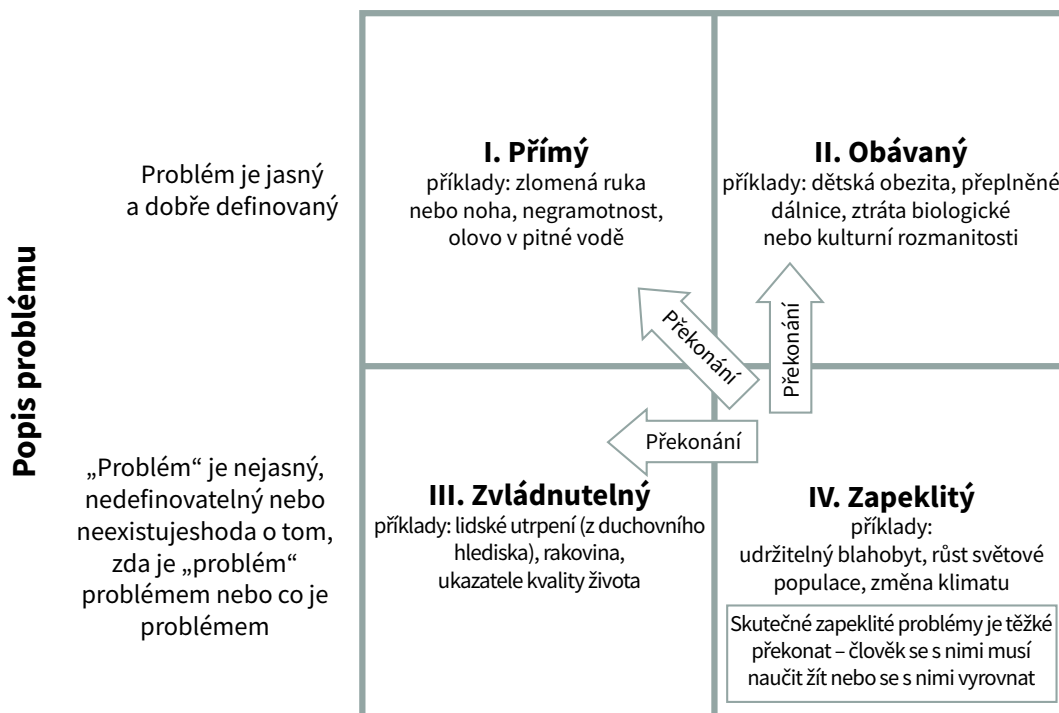 Popis problému
Problém je jasný
a dobře definovaný
I. Přímý
příklady: zlomená ruka
nebo noha, negramotnost,
olovo v pitné vodě
II. Obávaný
příklady: dětská obezita, přeplněné
dálnice, ztráta biologické
nebo kulturní rozmanitosti
Překonání
Překonání
Překonání
„Problém“ je nejasný,
nedefinovatelný nebo
neexistujeshoda o tom,
zda je „problém“
problémem nebo co je
problémem
III. Zvládnutelný
příklady: lidské utrpení (z duchovního
hlediska), rakovina,
ukazatele kvality života
IV. Zapeklitý
příklady:
udržitelný blahobyt, růst světové
populace, změna klimatu
Skutečné zapeklité problémy je těžké
překonat – člověk se s nimi musí
naučit žít nebo se s nimi vyrovnat